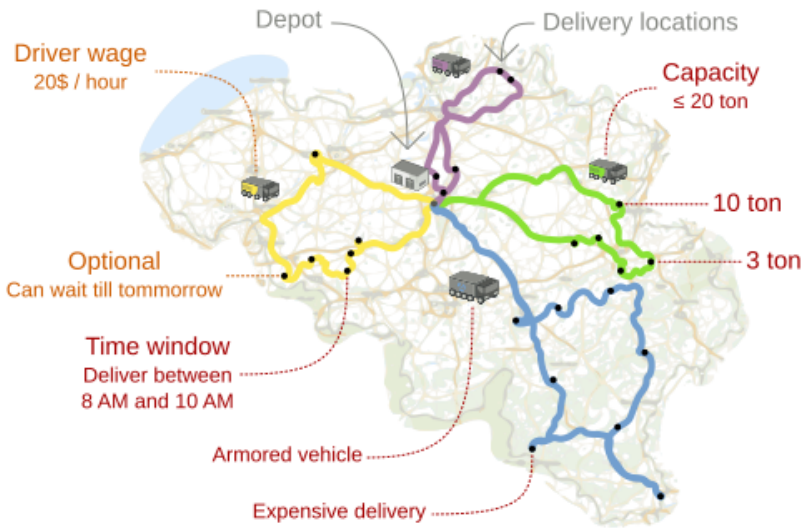 Depot
Delivery locations
Driver wage
20$ / hour
Capacity
≤ 20 ton
10 ton
3 ton
Optional
Can wait till tommorrow
Time window
Deliver between
8 AM and 10 AM
Armored vehicle
Expensive delivery